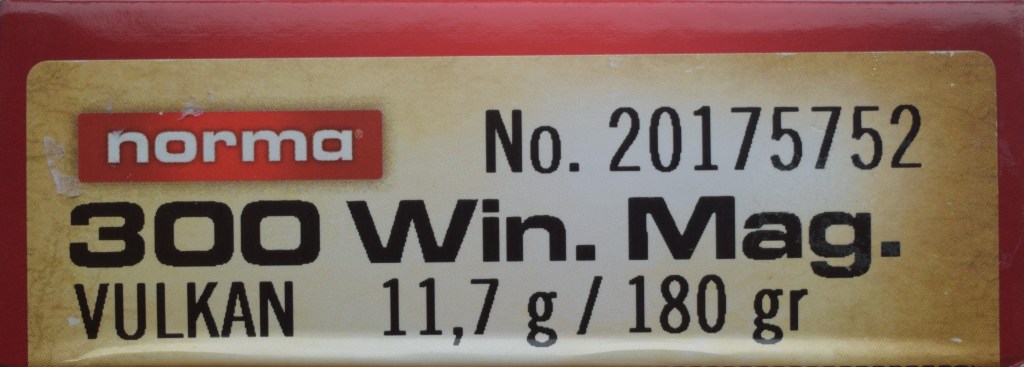 norma® No. 20175752
300 Win. Mag.
VULKAN 11,7 g / 180 gr